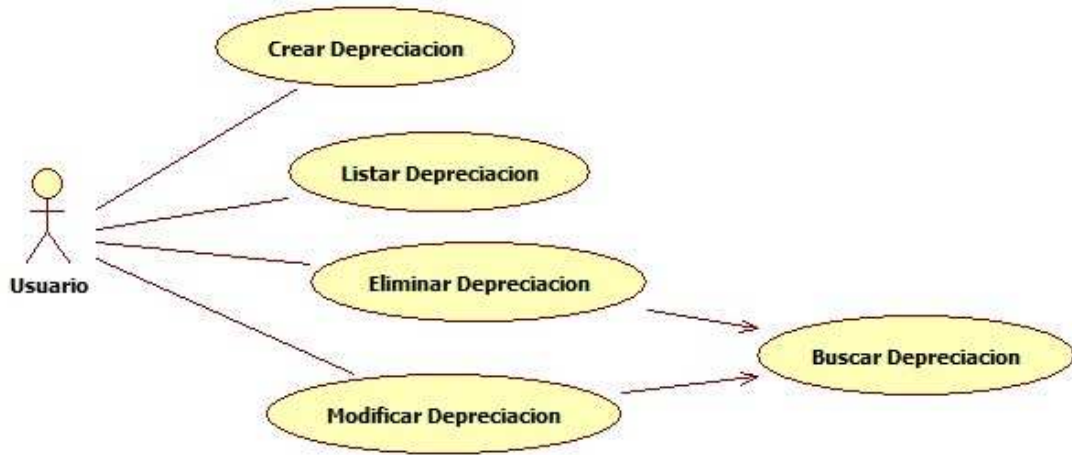 Crear Depreciacion
Listar Depreciacion
Usuario
Eliminar Depreciacion
Buscar Depreciacion
Modificar Depreciacion